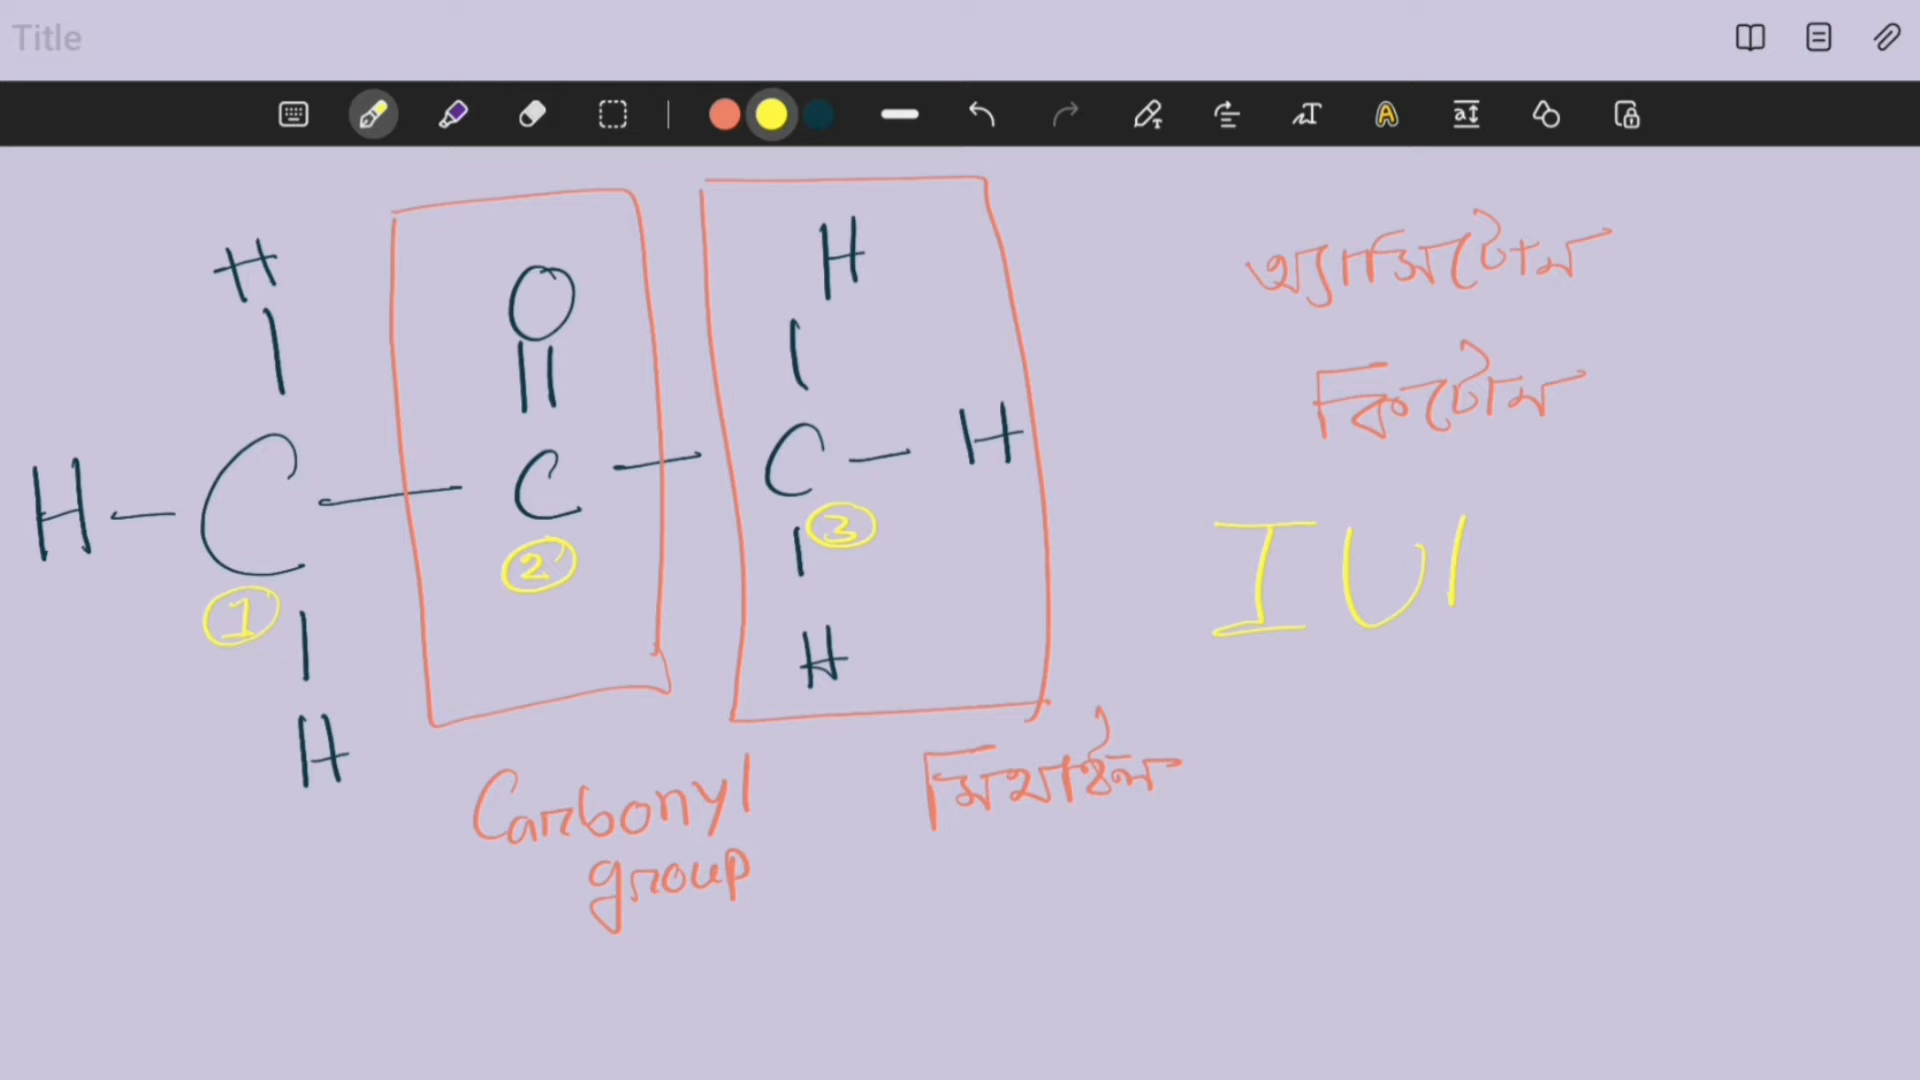 Title
H
O
H
H - C - C - C - H
1
2
3
H
H
অ্যাসিটোন
কিটোন
IUI
Carbonyl
group
মিথাইল